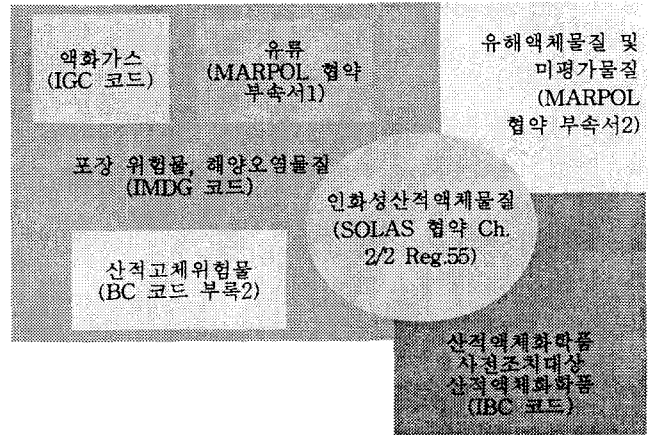 액화가스
(IGC 코드)
유류
(MARPOL 협약
부속서1)
유해액체물질 및
미평가물질
(MARPOL
협약 부속서2)
포장 위험물, 해양오염물질
(IMDG 코드)
인화성산적액체물질
(SOLAS 협약 Ch.
2/2 Reg.55)
산적고체위험물
(BC 코드 부록2)
산적액체화학품
사전조치대상
산적액체화학품
(IBC 코드)